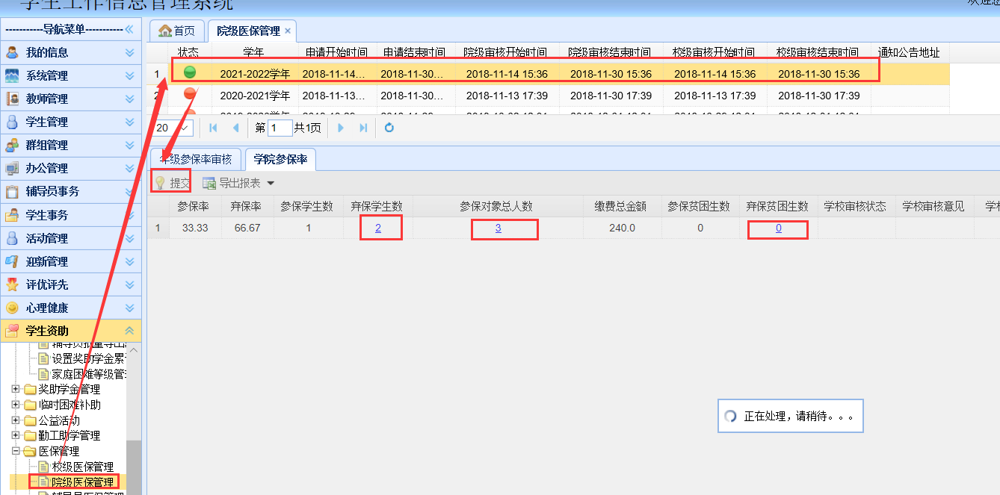 学生工作信息管理系统
欢迎您
-----------导航菜单-----------
首页
院级医保管理
我的信息
系统管理
教师管理
学生管理
群组管理
办公管理
辅导员事务
学生事务
活动管理
迎新管理
评优评先
心理健康
学生资助
辅导员批量导出
设置奖助学金累
家庭困难等级管
奖助学金管理
临时困难补助
公益活动
勤工助学管理
医保管理
校级医保管理
院级医保管理
辅导员医保管理
状态 学年 申请开始时间 申请结束时间 院级审核开始时间 院级审核结束时间 校级审核开始时间 校级审核结束时间 通知公告地址
1 2021-2022学年 2018-11-14... 2018-11-30... 2018-11-14 15:36 2018-11-30 15:36 2018-11-14 15:36 2018-11-30 15:36
2 2020-2021学年 2018-11-13... 2018-11-30... 2018-11-13 17:39 2018-11-30 17:39 2018-11-13 17:39 2018-11-30 17:39
20 第 1 共1页
年级参保率审核 学院参保率
提交 导出报表
参保率 弃保率 参保学生数 弃保学生数 参保对象总人数 缴费总金额 参保贫困生数 弃保贫困生数 学校审核状态 学校审核意见 学校
1 33.33 66.67 1 2 3 240.0 0 0
正在处理，请稍待。。。